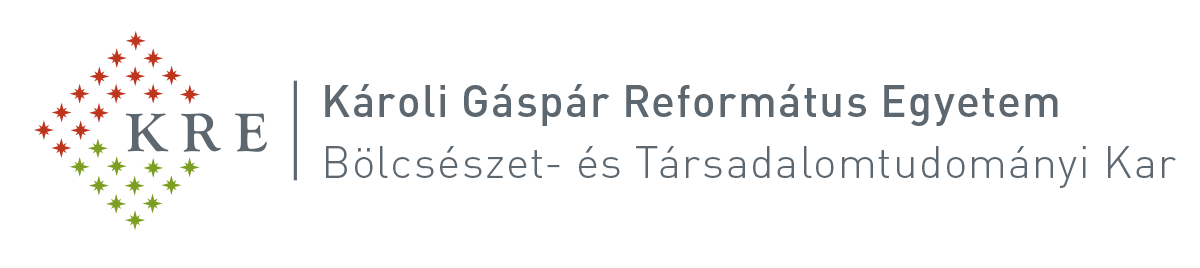 KRE
Károli Gáspár Református Egyetem
Bölcsészet- és Társadalomtudományi Kar